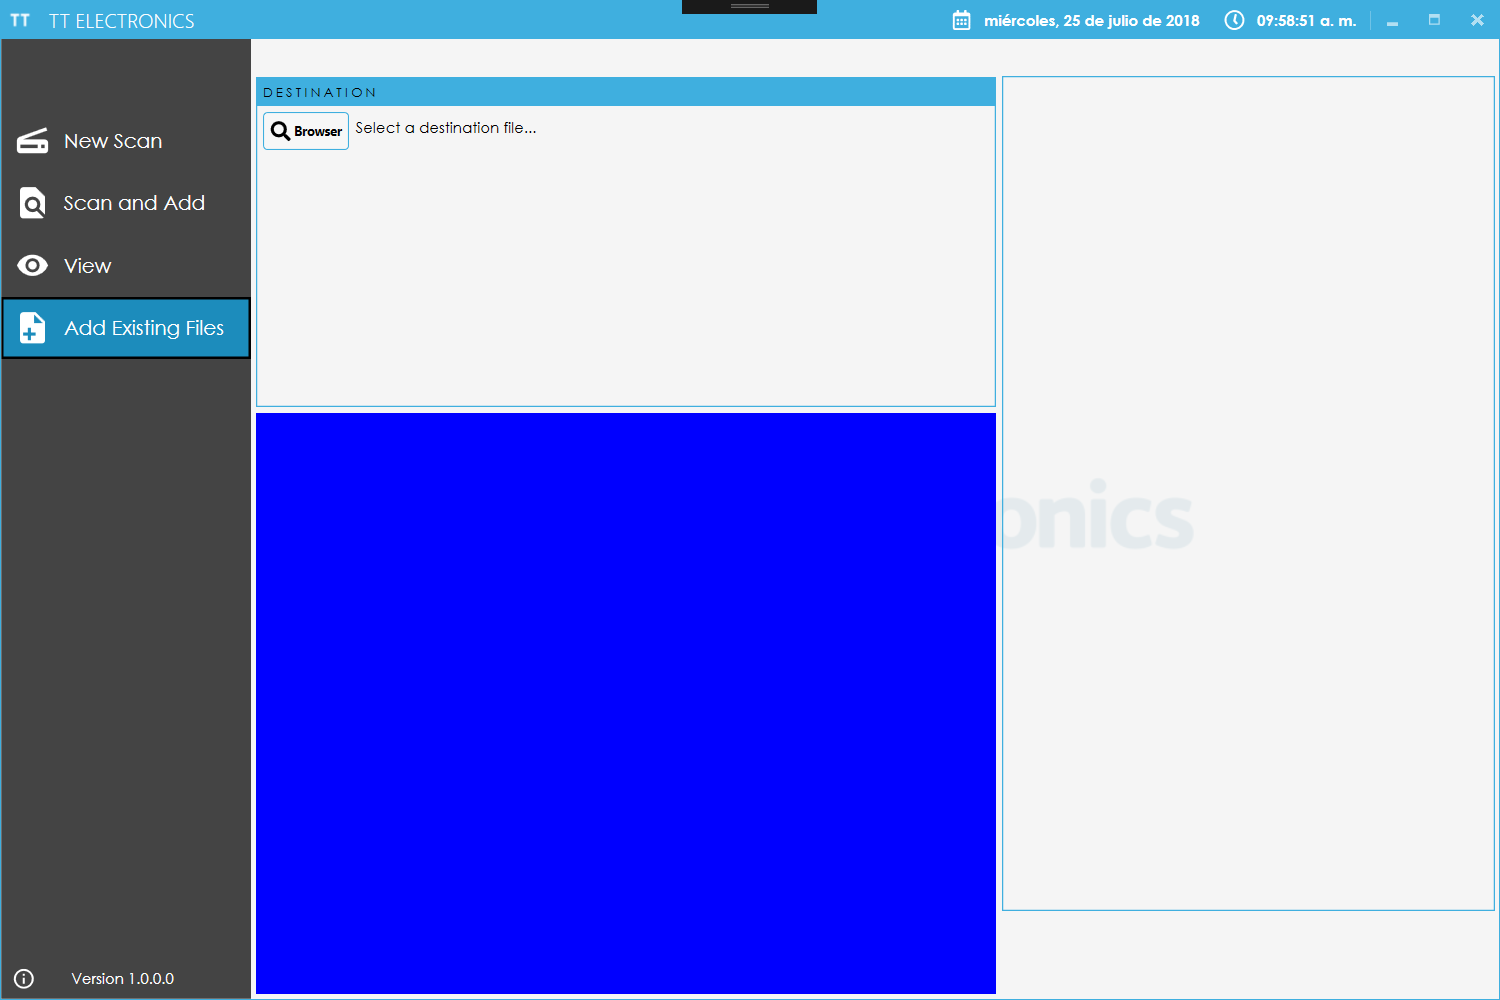 TT TT ELECTRONICS
miércoles, 25 de julio de 2018 09:58:51 a. m.
New Scan
Scan and Add
View
Add Existing Files
Version 1.0.0.0
DESTINATION
Browser Select a destination file...
onics